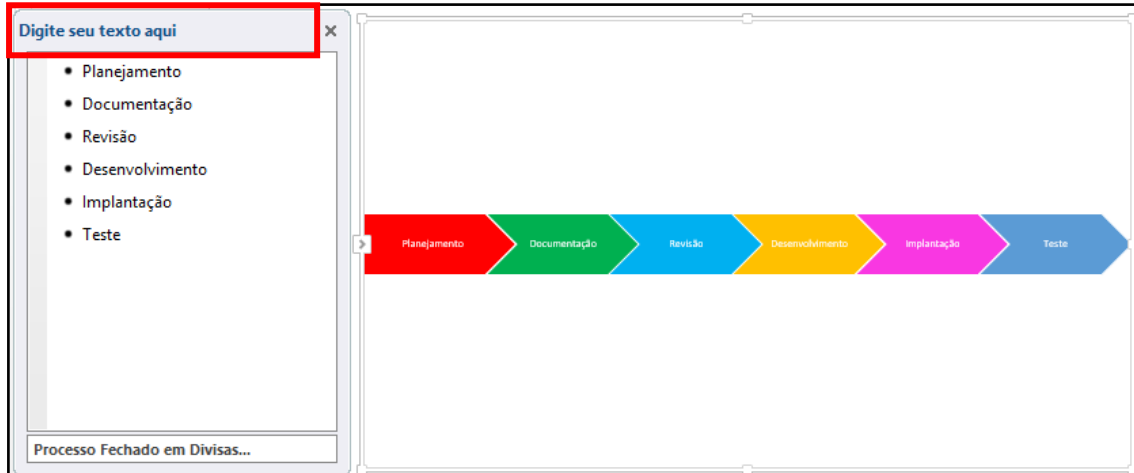 Digite seu texto aqui
Planejamento
Documentação
Revisão
Desenvolvimento
Implantação
Teste
Processo Fechado em Divisas...
Planejamento Documentação Revisão Desenvolvimento Implantação Teste